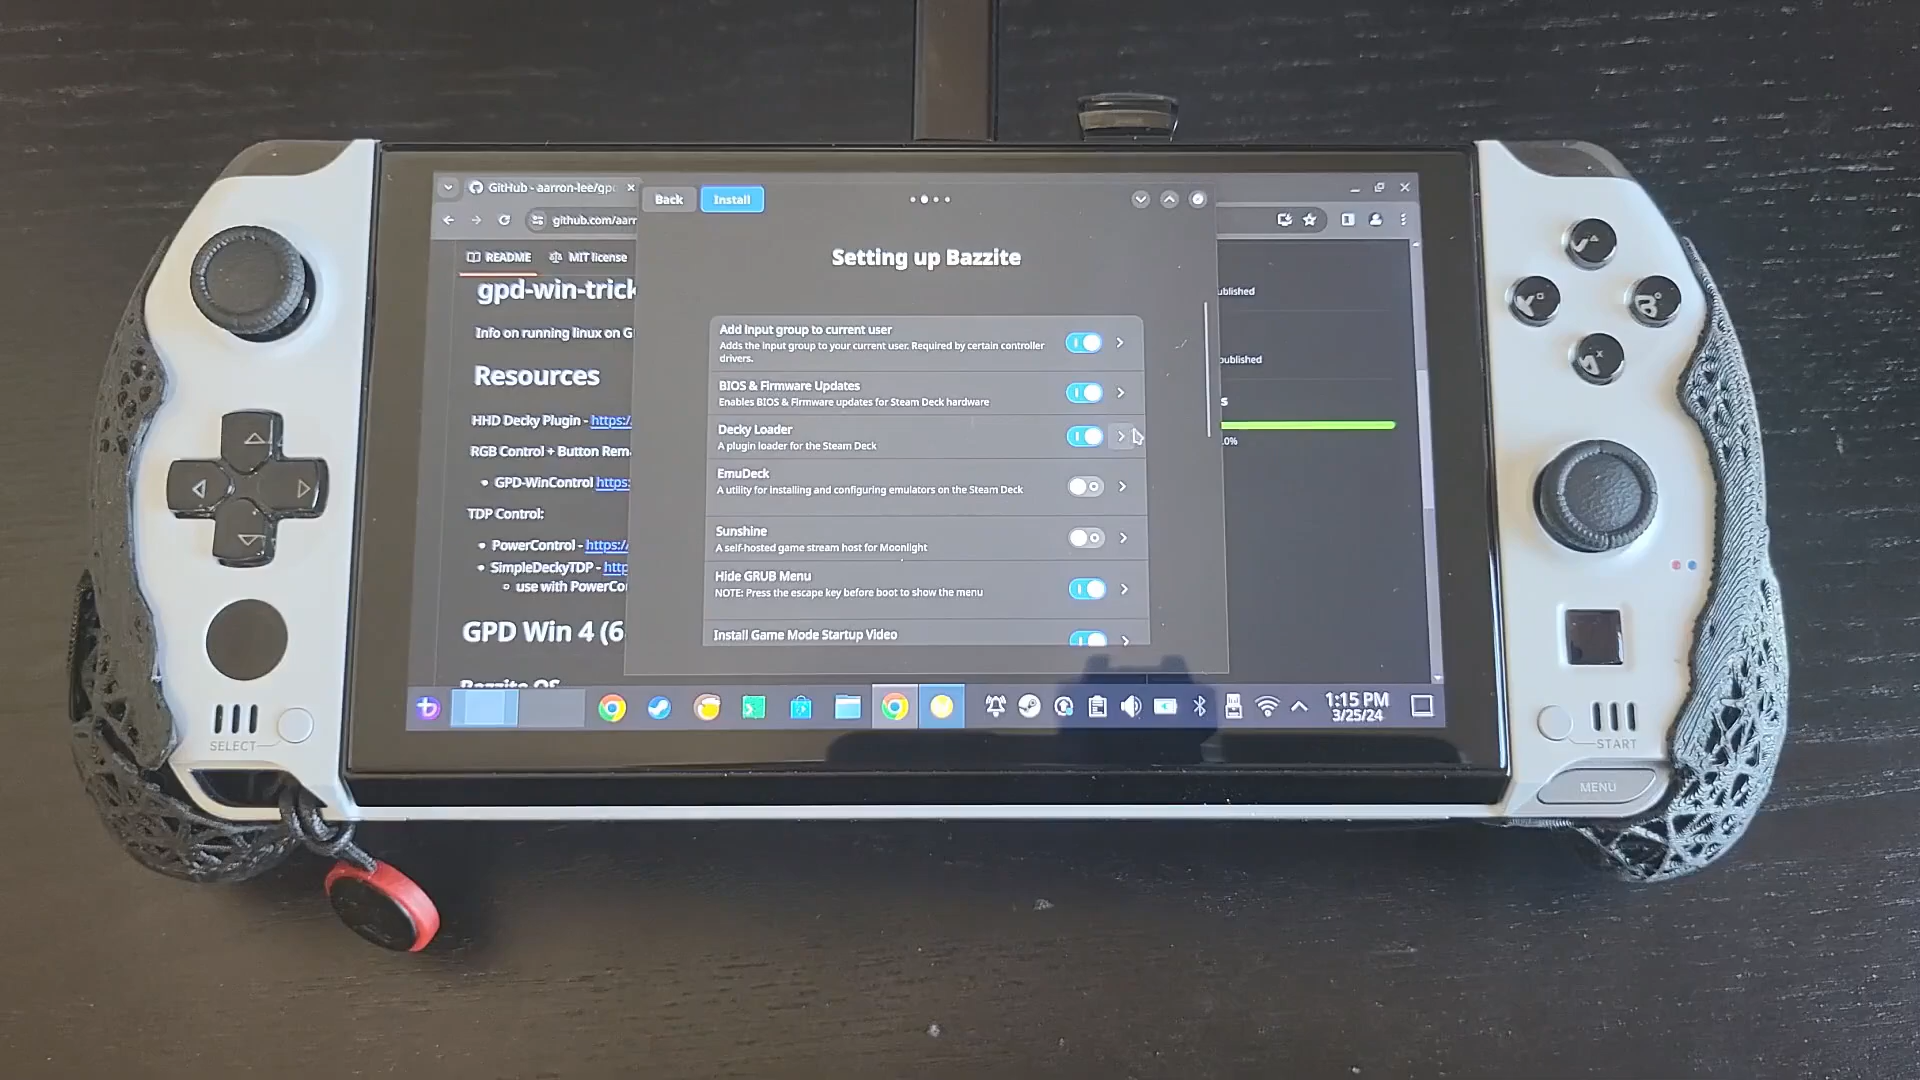 GitHub - aarron-lee/gpd
github.com/aarr
README
MIT license
gpd-win-trick
Info on running linux on G
Resources
HHD Decky Plugin - https:/
RGB Control + Button Rem
GPD-WinControl https:
TDP Control:
PowerControl - https:/
SimpleDeckyTDP - http
use with PowerCo
GPD Win 4 (6
Bazzite OS
Back
Install
Setting up Bazzite
Add input group to current user
Adds the input group to your current user. Required by certain controller
drivers.
BIOS & Firmware Updates
Enables BIOS & Firmware updates for Steam Deck hardware
Decky Loader
A plugin loader for the Steam Deck
EmuDeck
A utility for installing and configuring emulators on the Steam Deck
Sunshine
A self-hosted game stream host for Moonlight
Hide GRUB Menu
NOTE: Press the escape key before boot to show the menu
Install Game Mode Startup Video
ublished
published
s
.0%
1:15 PM
3/25/24
SELECT
Y
B
X
START
MENU